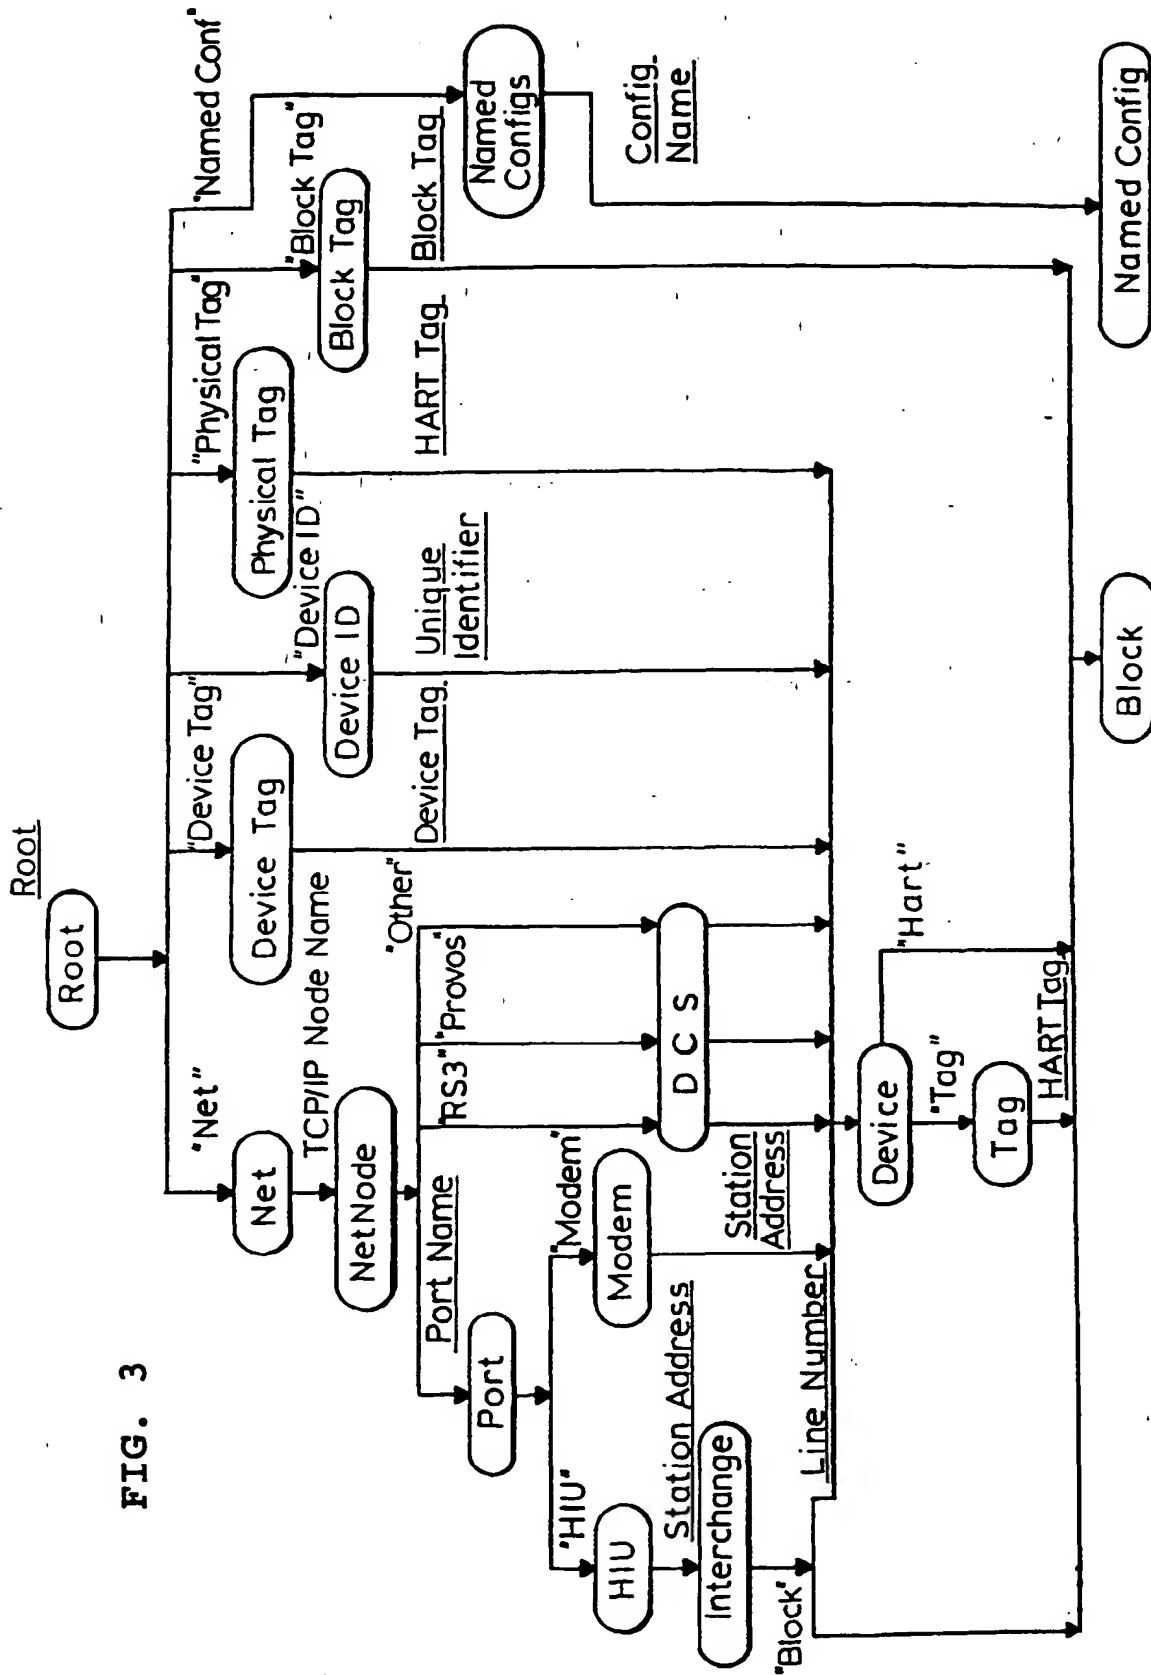 FIG. 3
Root
Root
"Net"
"Device Tag"
"Device ID"
"Physical Tag"
"Block Tag"
"Named Conf"
Net
Device Tag
Device ID
Physical Tag
Block Tag
TCP/IP Node Name
NetNode
Port Name
"RS3"
"Provos"
"Other"
Device Tag
Unique
Identifier
HART Tag
Block Tag
Named
Configs
Port
"HIU"
"Modem"
HIU
Modem
D C S
Config
Name
Station Address
Station
Address
Interchange
"Block"
Line Number
Device
"Tag"
"Hart"
Tag
HART Tag
Block
Named Config